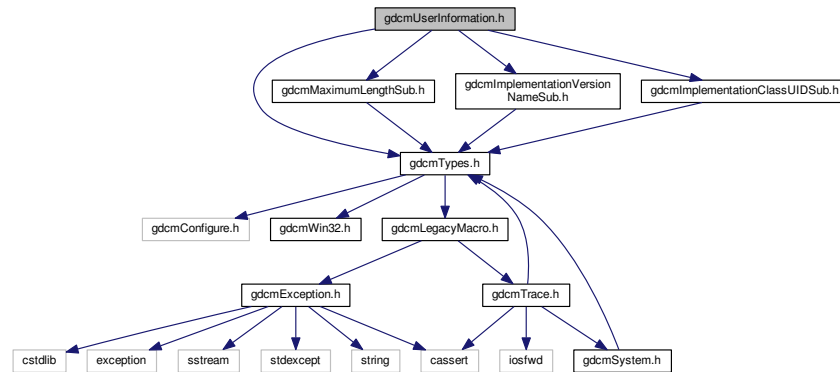 gdcmUserInformation.h
gdcmMaximumLengthSub.h
gdcmImplementationVersion
NameSub.h
gdcmImplementationClassUIDSub.h
gdcmTypes.h
gdcmConfigure.h
gdcmWin32.h
gdcmLegacyMacro.h
gdcmException.h
gdcmTrace.h
cstdlib
exception
sstream
stdexcept
string
cassert
iosfwd
gdcmSystem.h